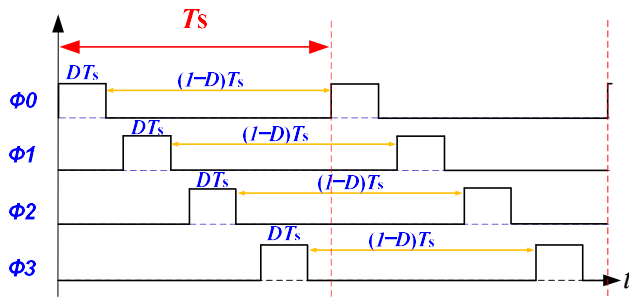 Ts
DTs (1-D)Ts
Φ0
DTs (1-D)Ts
Φ1
DTs (1-D)Ts
Φ2
DTs (1-D)Ts
Φ3
t